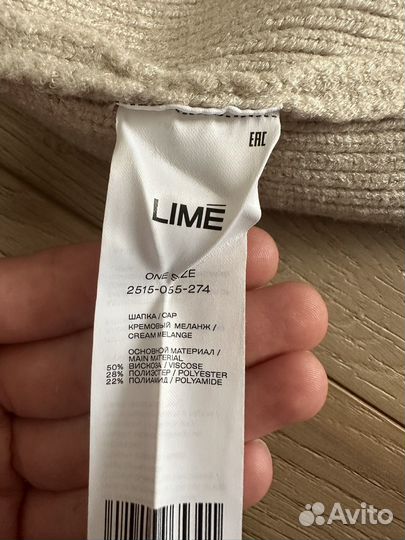 EAC
LIMĒ
ONE SIZE
2515-055-274
ШАПКА / CAP
КРЕМОВЫЙ МЕЛАНЖ /
CREAM MELANGE
ОСНОВНОЙ МАТЕРИАЛ /
MAIN MATERIAL
50% ВИСКОЗА / VISCOSE
28% ПОЛИЭСТЕР / POLYESTER
22% ПОЛИАМИД / POLYAMIDE
Avito